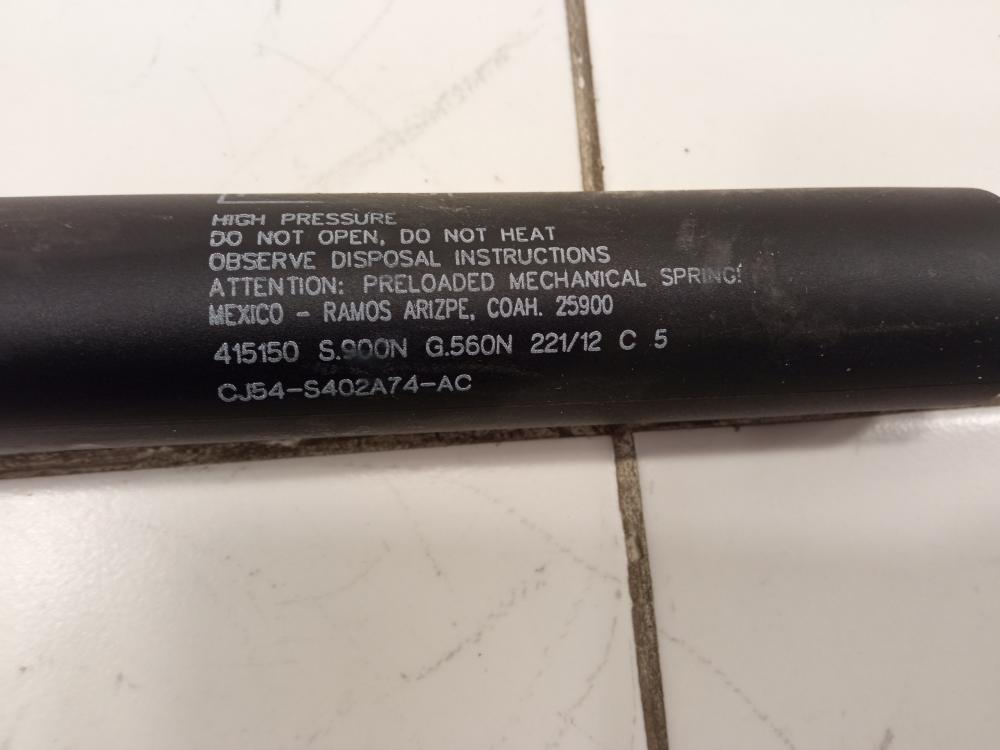 HIGH PRESSURE
DO NOT OPEN, DO NOT HEAT
OBSERVE DISPOSAL INSTRUCTIONS
ATTENTION: PRELOADED MECHANICAL SPRING!
MEXICO - RAMOS ARIZPE, COAH. 25900
415150 S.900N G.560N 221/12 C 5
CJ54-S402A74-AC